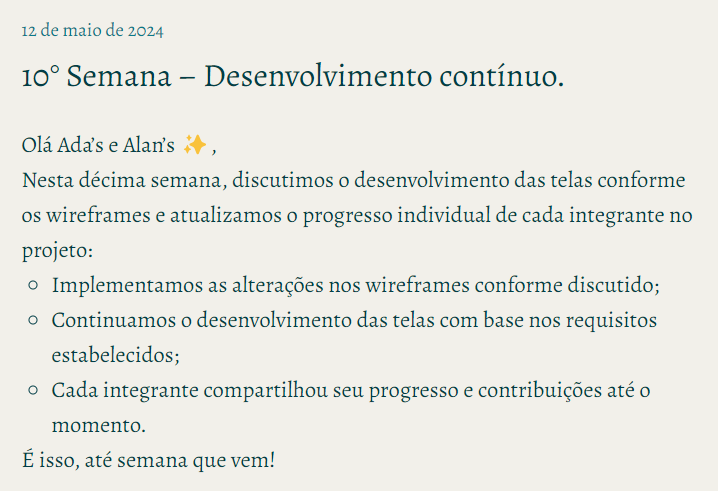 12 de maio de 2024
10° Semana – Desenvolvimento contínuo.
Olá Ada’s e Alan’s ✨ ,
Nesta décima semana, discutimos o desenvolvimento das telas conforme
os wireframes e atualizamos o progresso individual de cada integrante no
projeto:
◦ Implementamos as alterações nos wireframes conforme discutido;
◦ Continuamos o desenvolvimento das telas com base nos requisitos
estabelecidos;
◦ Cada integrante compartilhou seu progresso e contribuições até o
momento.
É isso, até semana que vem!